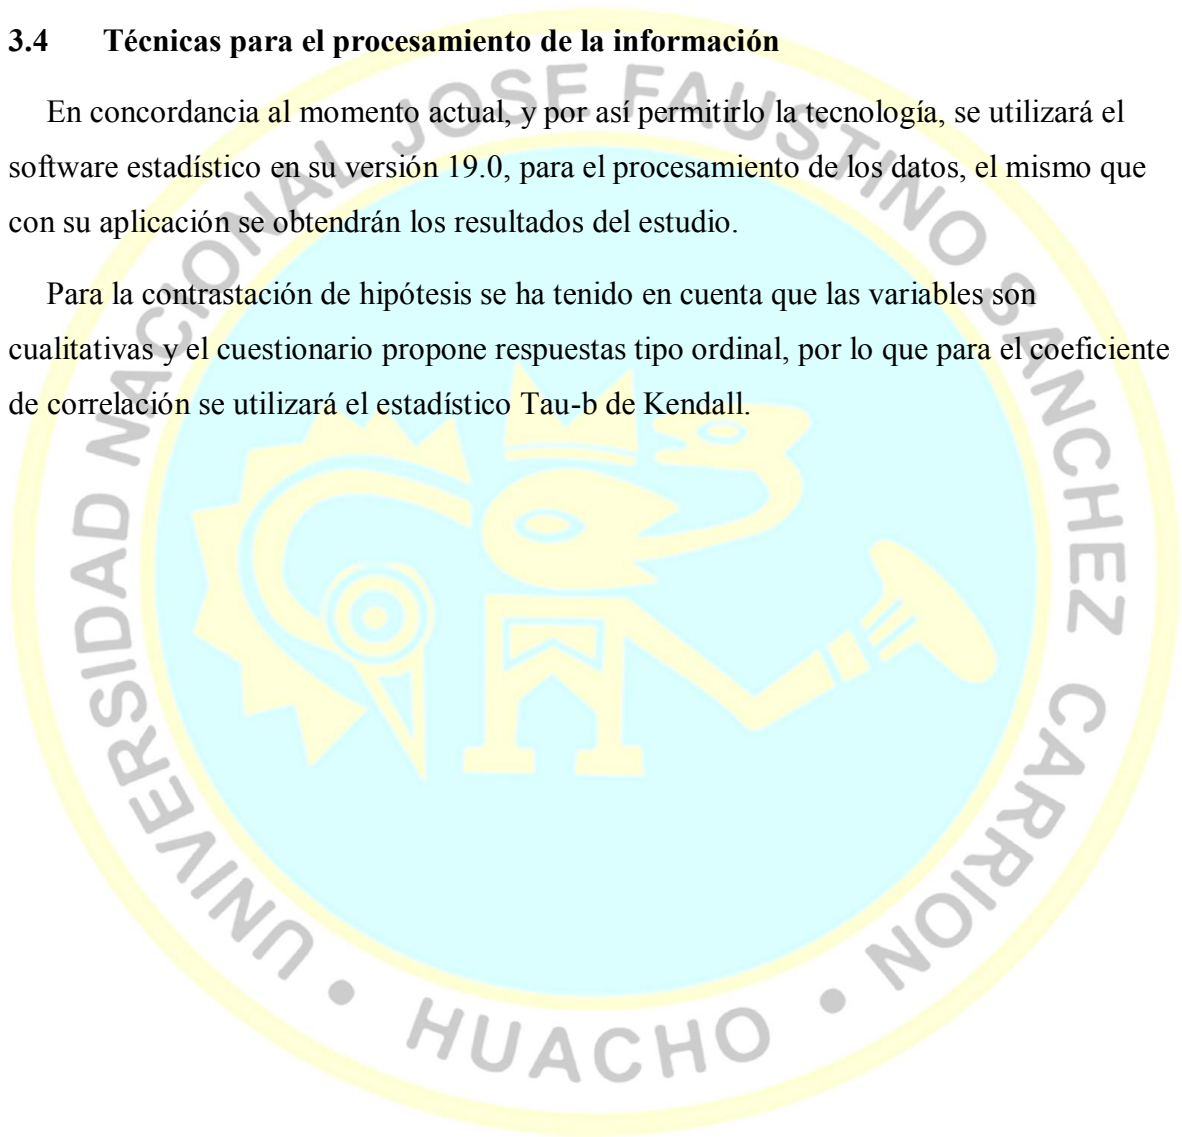 3.4 Técnicas para el procesamiento de la información
En concordancia al momento actual, y por así permitirlo la tecnología, se utilizará el
software estadístico en su versión 19.0, para el procesamiento de los datos, el mismo que
con su aplicación se obtendrán los resultados del estudio.
Para la contrastación de hipótesis se ha tenido en cuenta que las variables son
cualitativas y el cuestionario propone respuestas tipo ordinal, por lo que para el coeficiente
de correlación se utilizará el estadístico Tau-b de Kendall.
UNIVERSIDAD NACIONAL JOSE FAUSTINO SANCHEZ CARRION
• HUACHO •